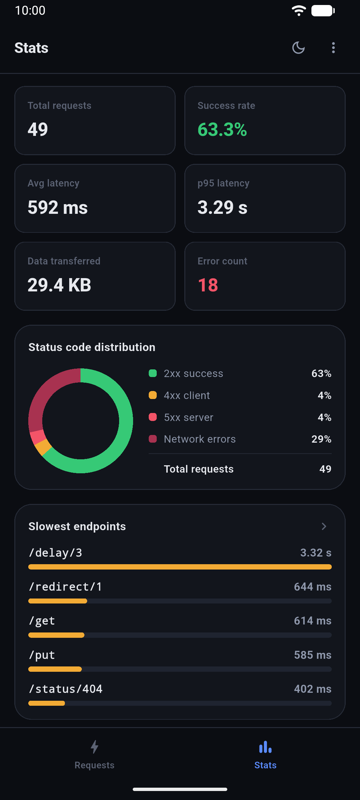 10:00
Stats
Total requests
49
Success rate
63.3%
Avg latency
592 ms
p95 latency
3.29 s
Data transferred
29.4 KB
Error count
18
Status code distribution
2xx success 63%
4xx client 4%
5xx server 4%
Network errors 29%
Total requests 49
Slowest endpoints
/delay/3 3.32 s
/redirect/1 644 ms
/get 614 ms
/put 585 ms
/status/404 402 ms
Requests Stats